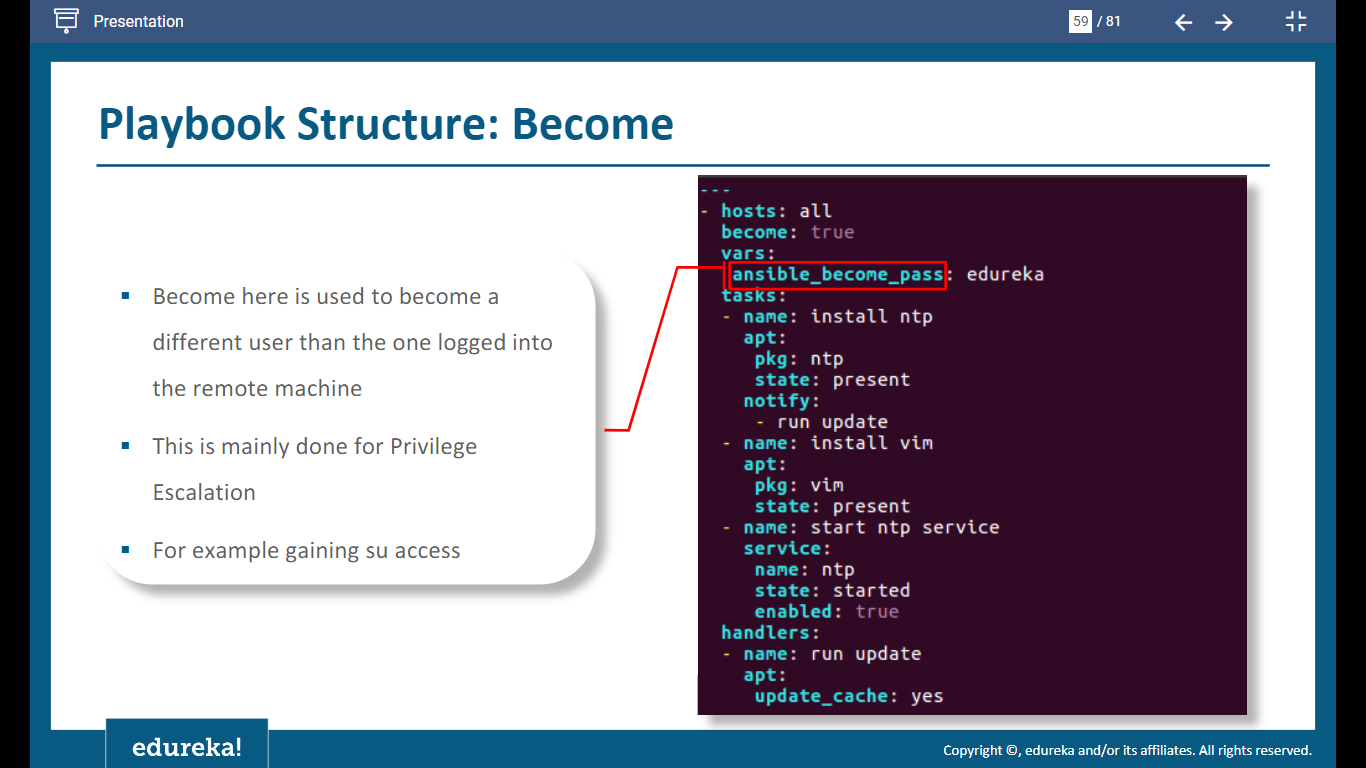 Presentation
59 / 81
Playbook Structure: Become
▪ Become here is used to become a
different user than the one logged into
the remote machine
▪ This is mainly done for Privilege
Escalation
▪ For example gaining su access
---
- hosts: all
  become: true
  vars:
   ansible_become_pass: edureka
  tasks:
  - name: install ntp
    apt:
     pkg: ntp
     state: present
    notify:
     - run update
  - name: install vim
    apt:
     pkg: vim
     state: present
  - name: start ntp service
    service:
     name: ntp
     state: started
     enabled: true
  handlers:
  - name: run update
    apt:
     update_cache: yes
edureka!
Copyright ©, edureka and/or its affiliates. All rights reserved.